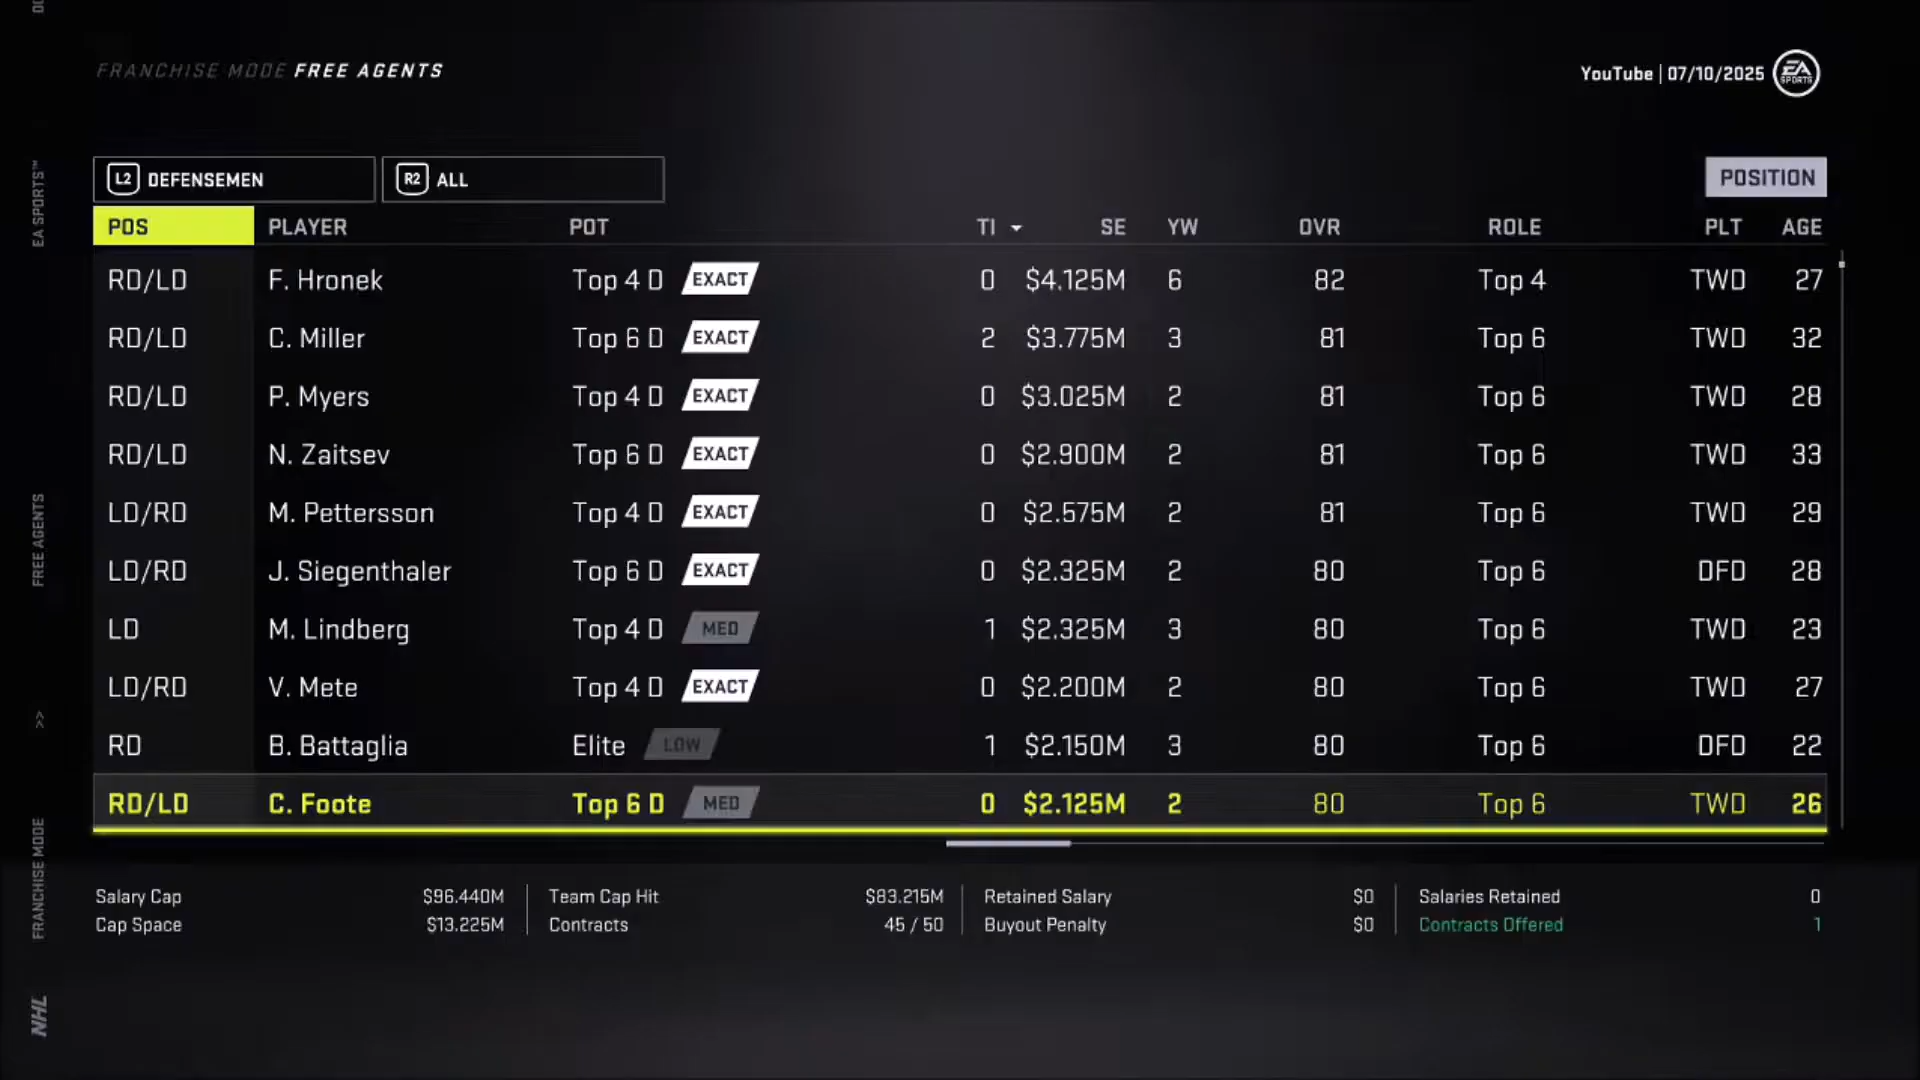 FRANCHISE MODE FREE AGENTS
YouTube | 07/10/2025 EA SPORTS
L2 DEFENSEMEN R2 ALL POSITION
POS PLAYER POT TI SE YW OVR ROLE PLT AGE
RD/LD F. Hronek Top 4 D EXACT 0 $4.125M 6 82 Top 4 TWD 27
RD/LD C. Miller Top 6 D EXACT 2 $3.775M 3 81 Top 6 TWD 32
RD/LD P. Myers Top 4 D EXACT 0 $3.025M 2 81 Top 6 TWD 28
RD/LD N. Zaitsev Top 6 D EXACT 0 $2.900M 2 81 Top 6 TWD 33
LD/RD M. Pettersson Top 4 D EXACT 0 $2.575M 2 81 Top 6 TWD 29
LD/RD J. Siegenthaler Top 6 D EXACT 0 $2.325M 2 80 Top 6 DFD 28
LD M. Lindberg Top 4 D MED 1 $2.325M 3 80 Top 6 TWD 23
LD/RD V. Mete Top 4 D EXACT 0 $2.200M 2 80 Top 6 TWD 27
RD B. Battaglia Elite LOW 1 $2.150M 3 80 Top 6 DFD 22
RD/LD C. Foote Top 6 D MED 0 $2.125M 2 80 Top 6 TWD 26
Salary Cap $96.440M Team Cap Hit $83.215M Retained Salary $0 Salaries Retained 0
Cap Space $13.225M Contracts 45 / 50 Buyout Penalty $0 Contracts Offered 1
NHL
FRANCHISE MODE
>>
FREE AGENTS
EA SPORTS™